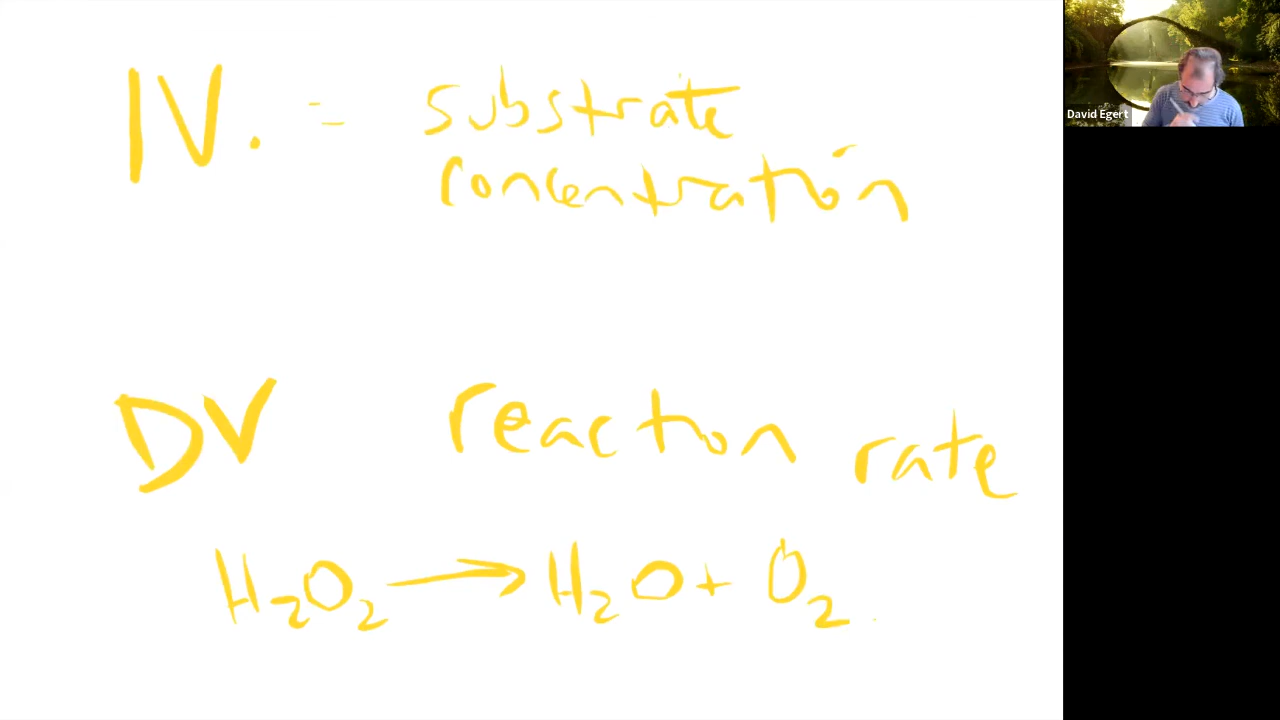 IV. = substrate
concentration
DV reaction rate
H₂O₂ → H₂O + O₂
David Egert